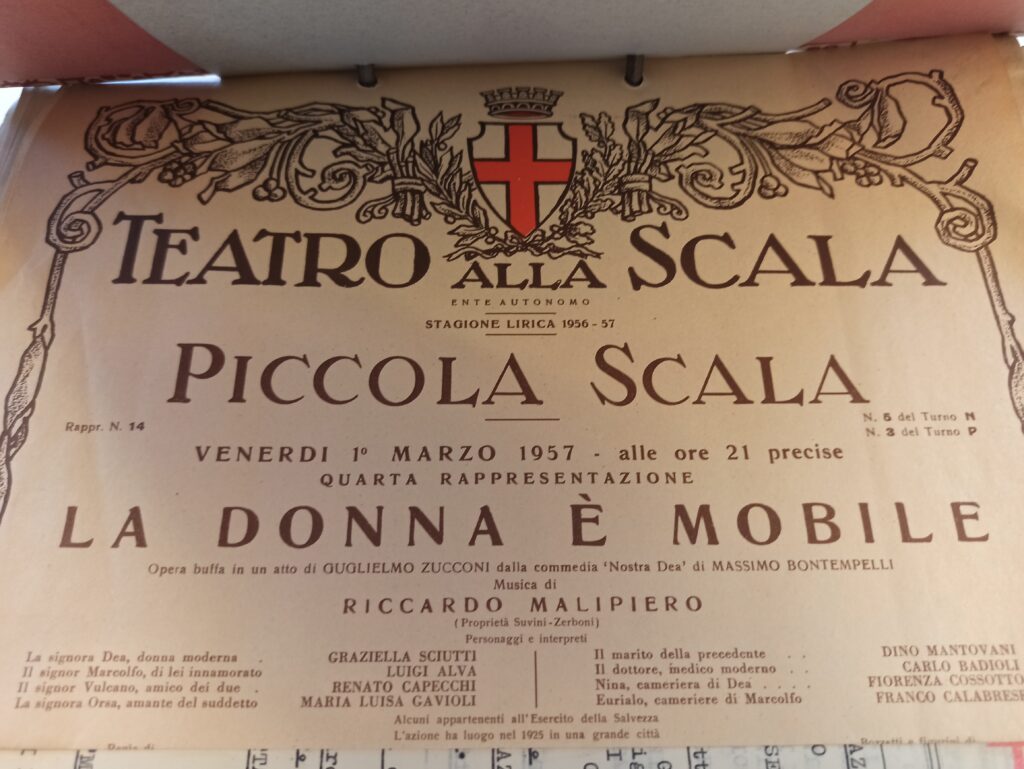 TEATRO ALLA SCALA
ENTE AUTONOMO
STAGIONE LIRICA 1956 - 57
PICCOLA SCALA
Rappr. N. 14
N. 5 del Turno N
N. 3 del Turno P
VENERDI 1º MARZO 1957 - alle ore 21 precise
QUARTA RAPPRESENTAZIONE
LA DONNA È MOBILE
Opera buffa in un atto di GUGLIELMO ZUCCONI dalla commedia 'Nostra Dea' di MASSIMO BONTEMPELLI
Musica di
RICCARDO MALIPIERO
(Proprietà Suvini-Zerboni)
Personaggi e interpreti
La signora Dea, donna moderna . GRAZIELLA SCIUTTI
Il signor Marcolfo, di lei innamorato LUIGI ALVA
Il signor Vulcano, amico dei due . RENATO CAPECCHI
La signora Orsa, amante del suddetto MARIA LUISA GAVIOLI
Il marito della precedente . . DINO MANTOVANI
Il dottore, medico moderno . . CARLO BADIOLI
Nina, cameriera di Dea . . . . FIORENZA COSSOTTO
Eurialo, cameriere di Marcolfo FRANCO CALABRESE
Alcuni appartenenti all'Esercito della Salvezza
L'azione ha luogo nel 1925 in una grande città
Regia di
Bozzetti e figurini di